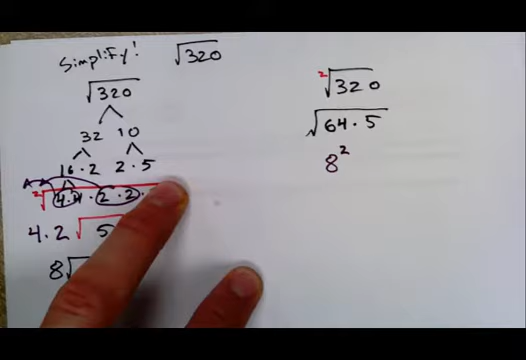 Simplify! √320
√320
32 10
16 · 2 2 · 5
²√4·4 · 2 · 2 ·
4 · 2 √5
8√
²√320
√64 · 5
8²